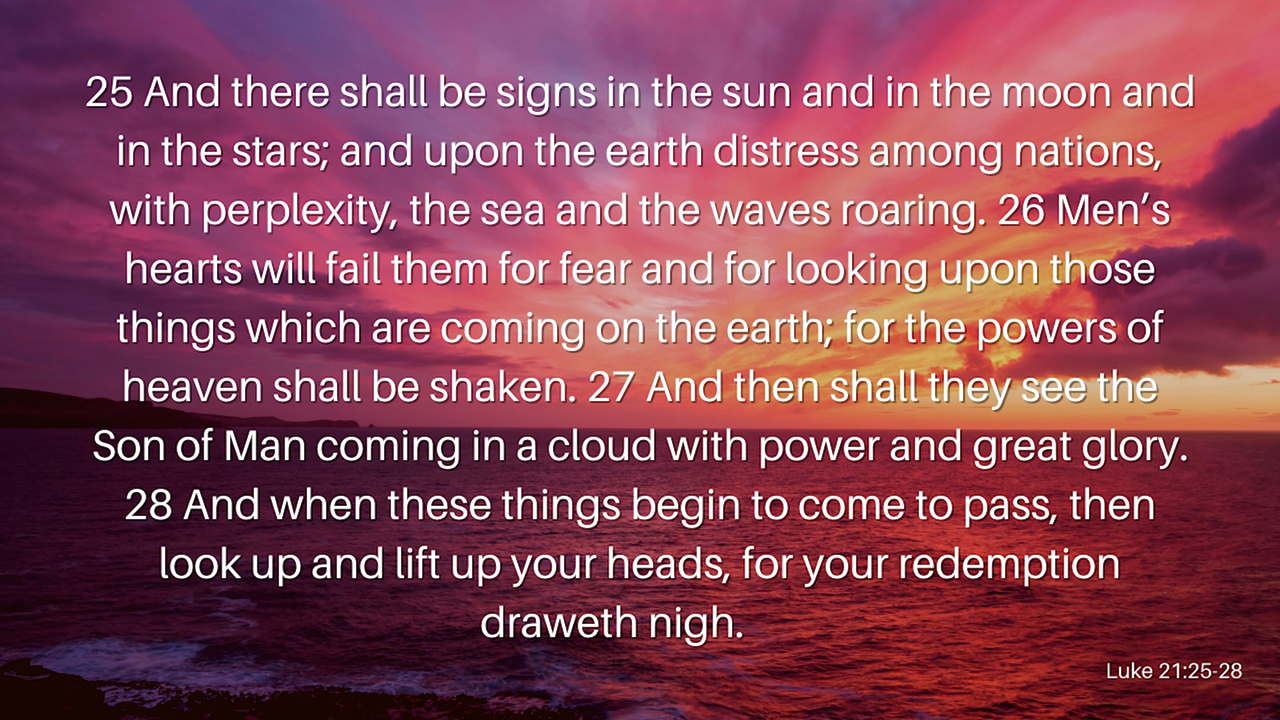 25 And there shall be signs in the sun and in the moon and
in the stars; and upon the earth distress among nations,
with perplexity, the sea and the waves roaring. 26 Men’s
hearts will fail them for fear and for looking upon those
things which are coming on the earth; for the powers of
heaven shall be shaken. 27 And then shall they see the
Son of Man coming in a cloud with power and great glory.
28 And when these things begin to come to pass, then
look up and lift up your heads, for your redemption
draweth nigh.
Luke 21:25-28